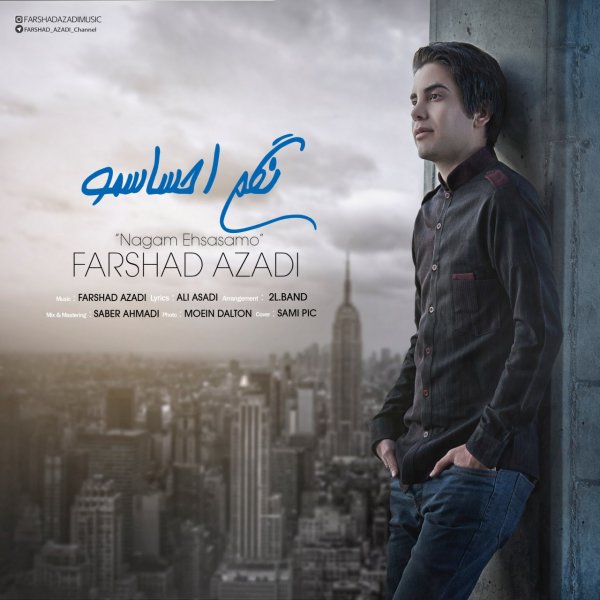 FARSHADAZADIMUSIC
FARSHAD_AZADI_Channel
نگم احساسمو
"Nagam Ehsasamo"
FARSHAD AZADI
Music : FARSHAD AZADI Lyrics : ALI ASADI Arrangement : 2L.BAND
Mix & Mastering : SABER AHMADI Photo : MOEIN DALTON Cover : SAMI PIC